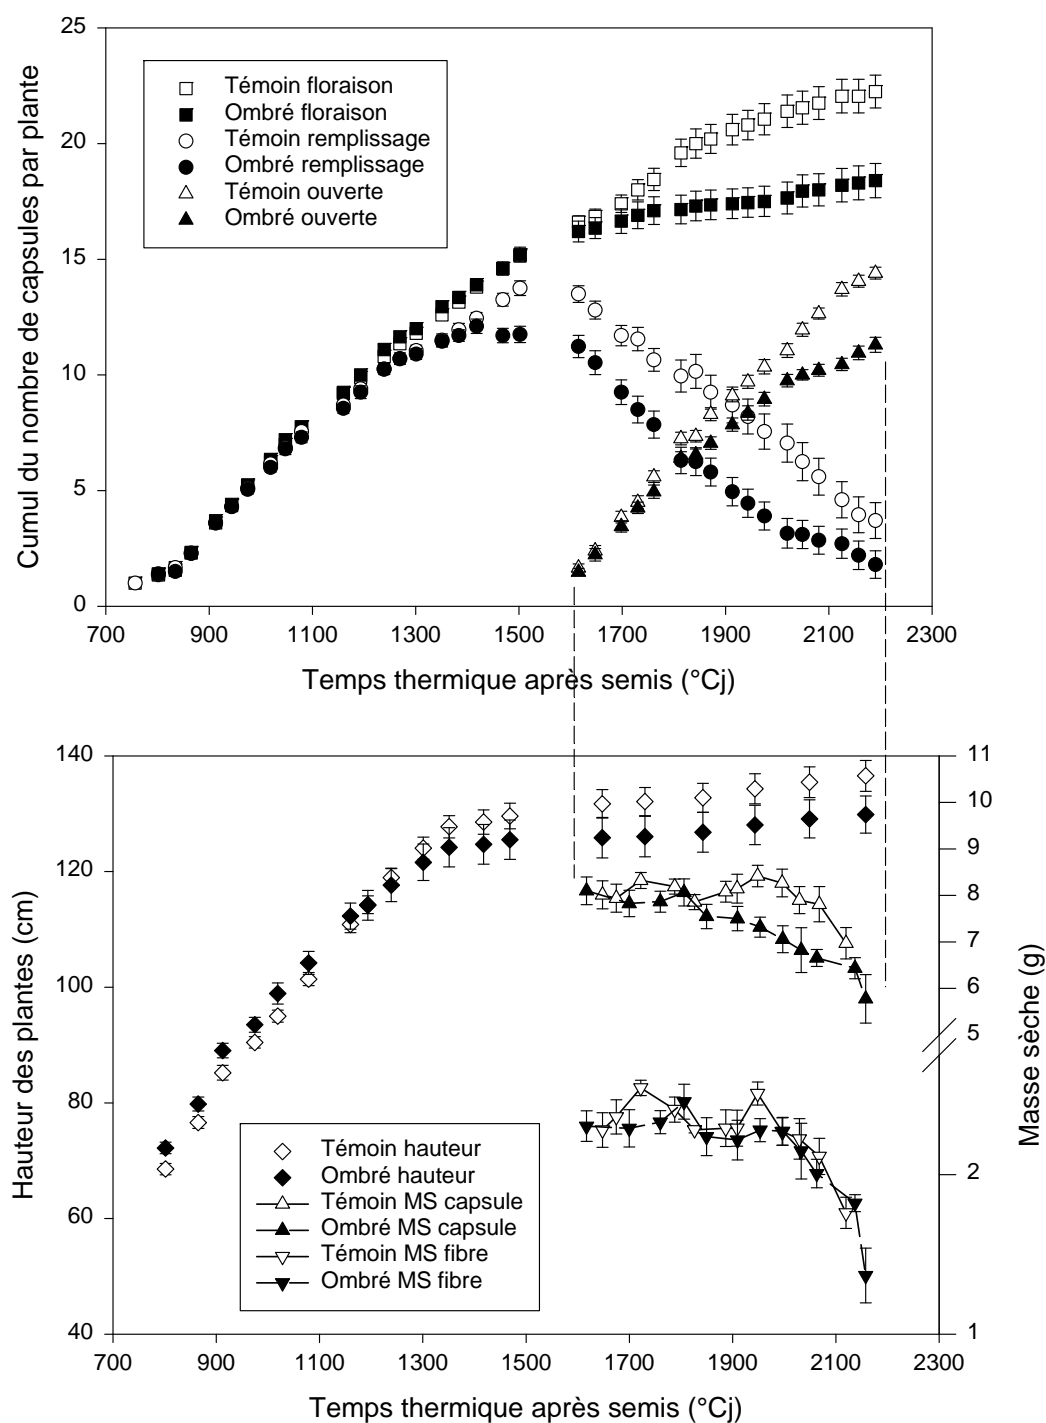 25
20
15
10
5
0
Cumul du nombre de capsules par plante
Témoin floraison
Ombré floraison
Témoin remplissage
Ombré remplissage
Témoin ouverte
Ombré ouverte
700 900 1100 1300 1500 1700 1900 2100 2300
Temps thermique après semis (°Cj)
140
120
100
80
60
40
Hauteur des plantes (cm)
11
10
9
8
7
6
5
2
1
Masse sèche (g)
Témoin hauteur
Ombré hauteur
Témoin MS capsule
Ombré MS capsule
Témoin MS fibre
Ombré MS fibre
700 900 1100 1300 1500 1700 1900 2100 2300
Temps thermique après semis (°Cj)